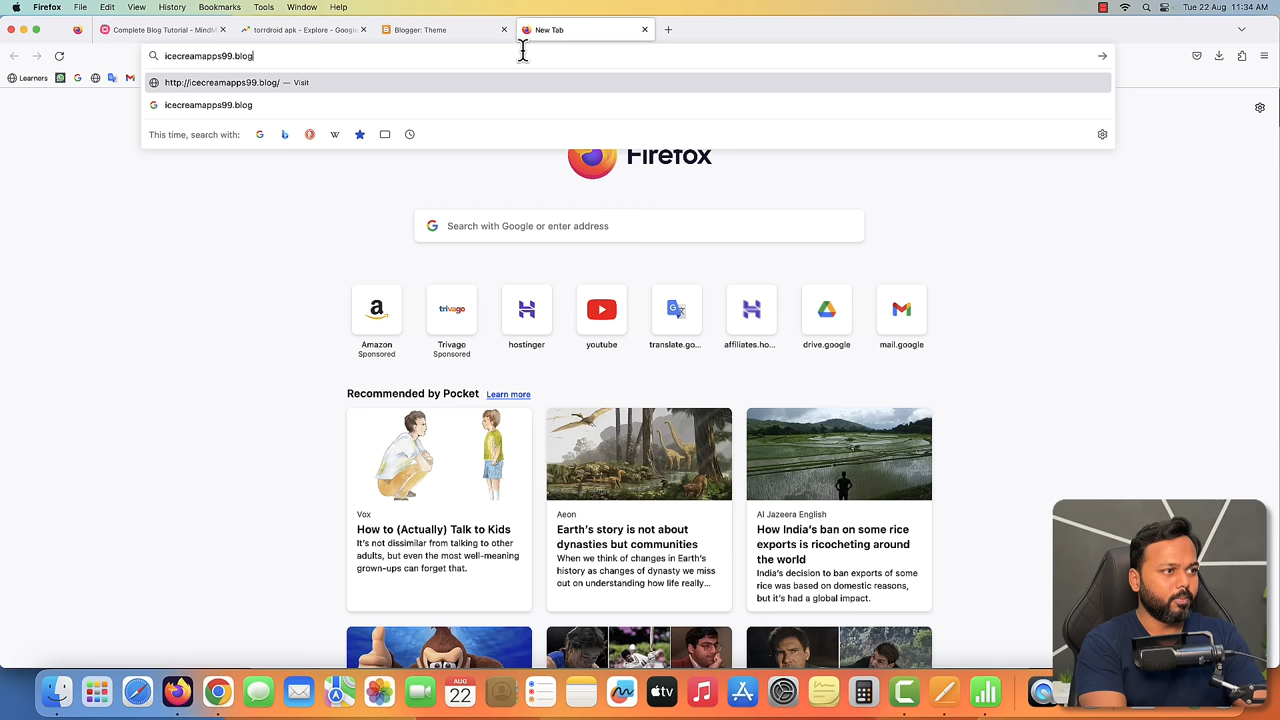 Firefox File Edit View History Bookmarks Tools Window Help Tue 22 Aug 11:34 AM
Complete Blog Tutorial - MindM torrdroid apk - Explore - Googl Blogger: Theme New Tab
icecreamapps99.blog
Learners
http://icecreamapps99.blog/ — Visit
icecreamapps99.blog
This time, search with:
Firefox
Search with Google or enter address
Amazon Trivago hostinger youtube translate.go... affiliates.ho... drive.google mail.google
Sponsored Sponsored
Recommended by Pocket Learn more
Vox
How to (Actually) Talk to Kids
It's not dissimilar from talking to other
adults, but even the most well-meaning
grown-ups can forget that.
Aeon
Earth's story is not about
dynasties but communities
When we think of changes in Earth's
history as changes of dynasty we miss
out on understanding how life really...
Al Jazeera English
How India's ban on some rice
exports is ricocheting around
the world
India's decision to ban exports of some
rice was based on domestic reasons,
but it's had a global impact.
AUG
22